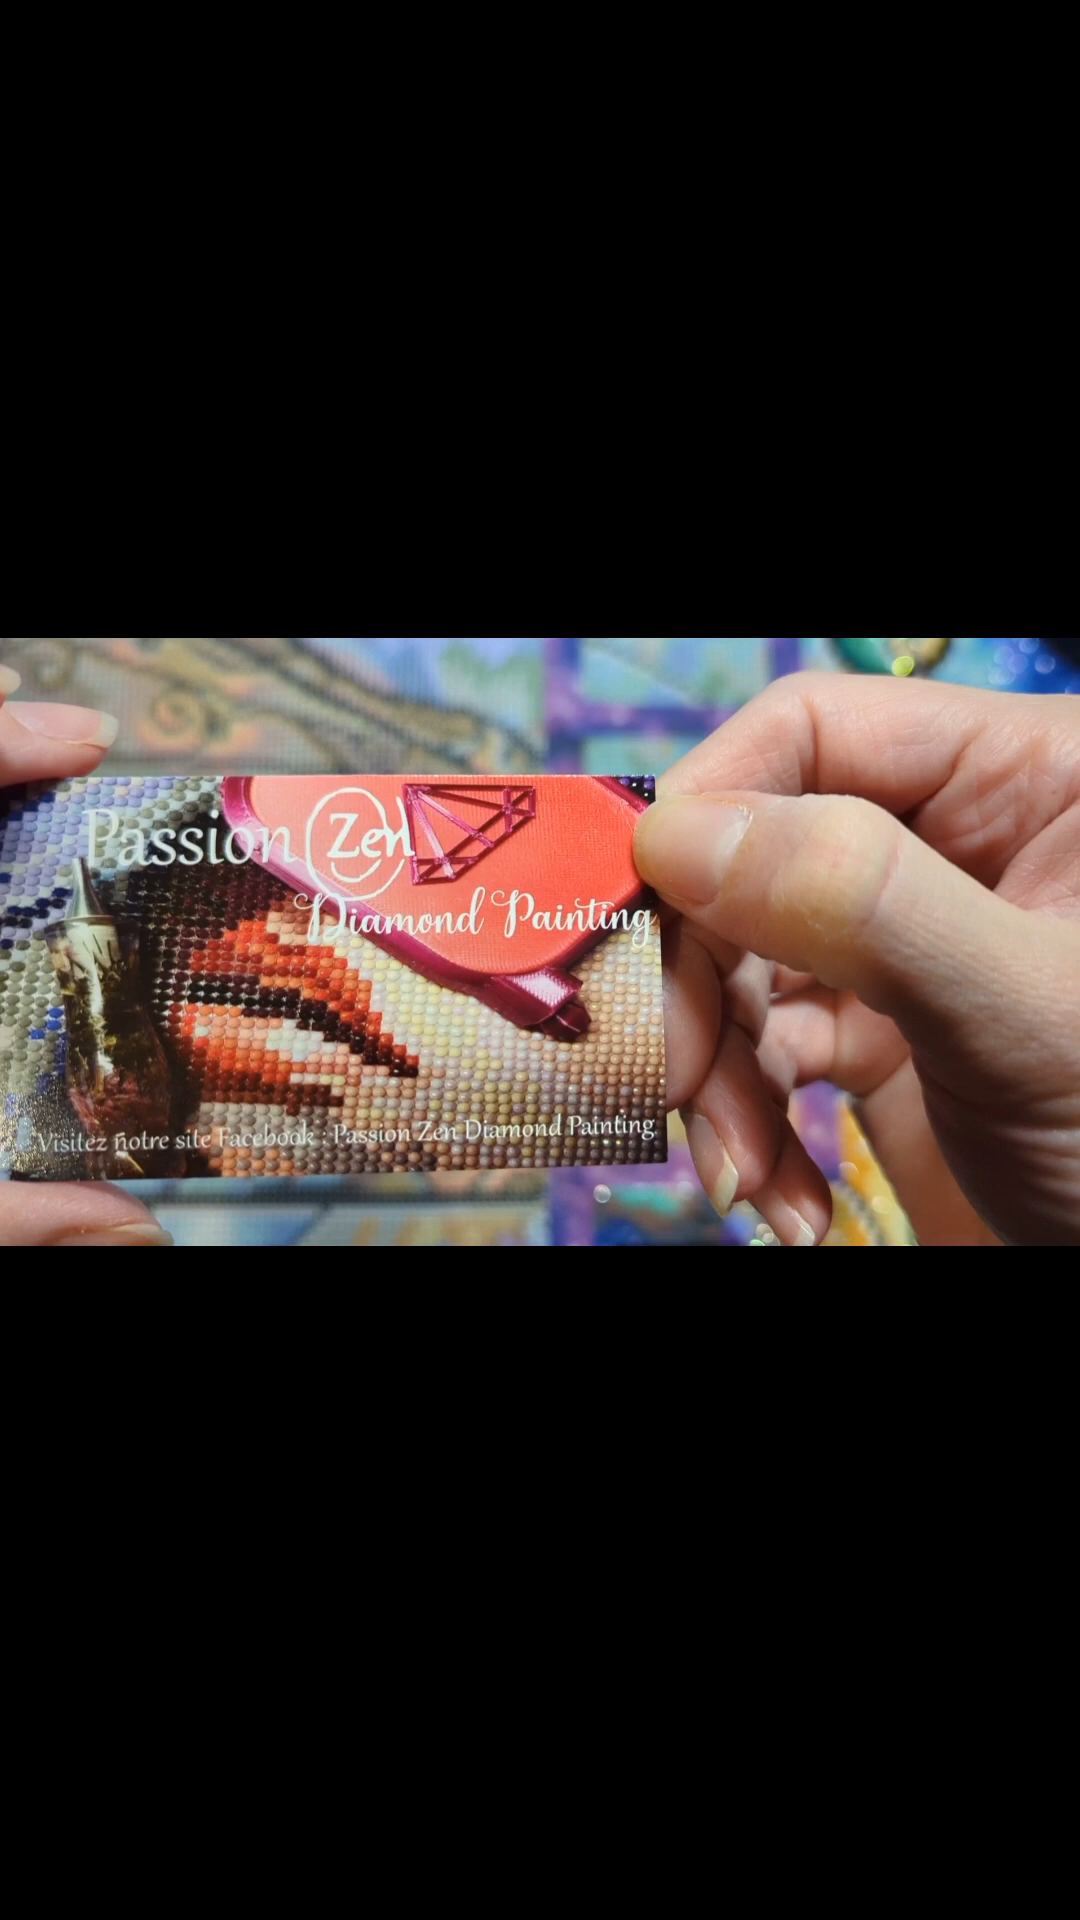 Passion Zen
Diamond Painting
Visitez notre site Facebook : Passion Zen Diamond Painting